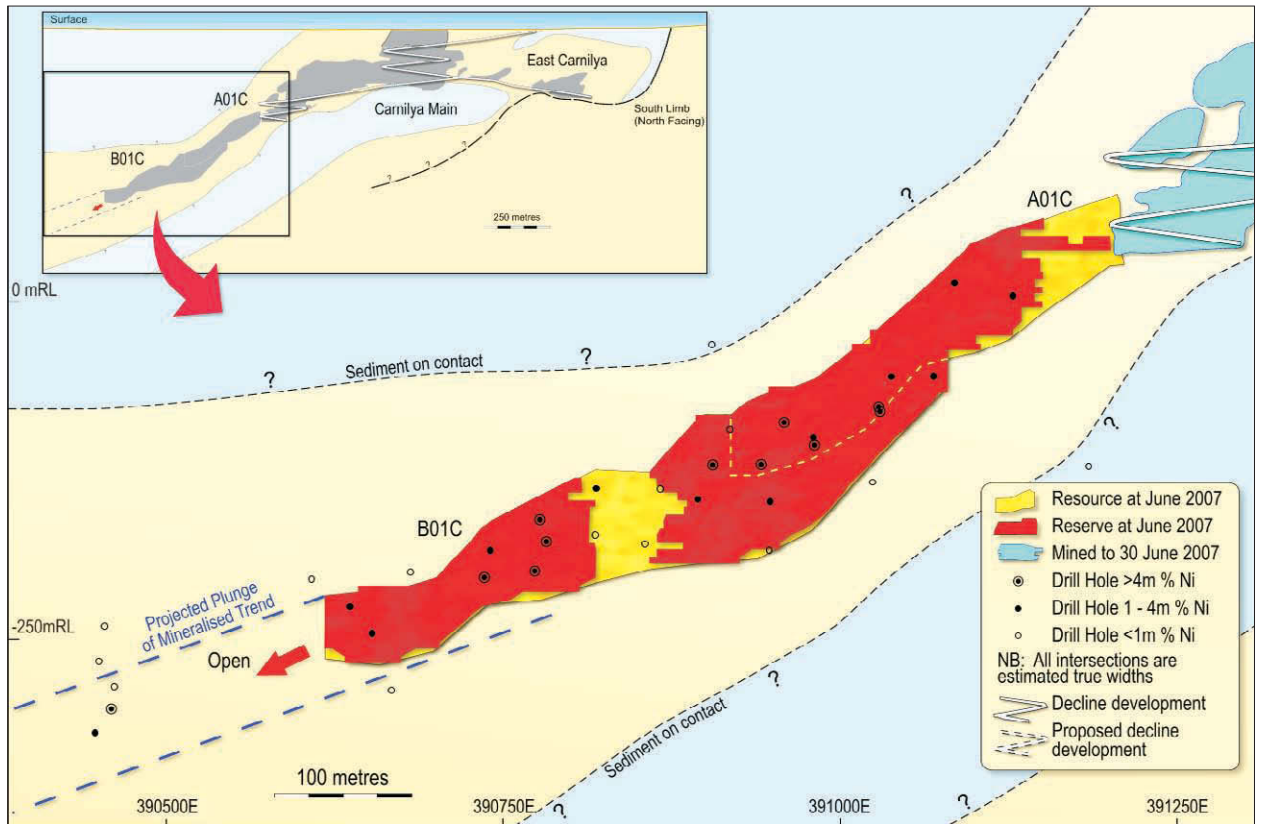 Surface
East Carnilya
A01C
Carnilya Main
South Limb
(North Facing)
B01C
?
?
?
?
250 metres
?
A01C
0 mRL
?
Sediment on contact
?
?
Resource at June 2007
Reserve at June 2007
B01C
Mined to 30 June 2007
Drill Hole >4m % Ni
Projected Plunge
of Mineralised Trend
Drill Hole 1 - 4m % Ni
-250mRL
Drill Hole <1m % Ni
Open
NB: All intersections are
estimated true widths
?
Decline development
Sediment on contact
Proposed decline
development
100 metres
390500E
390750E
?
391000E
?
391250E